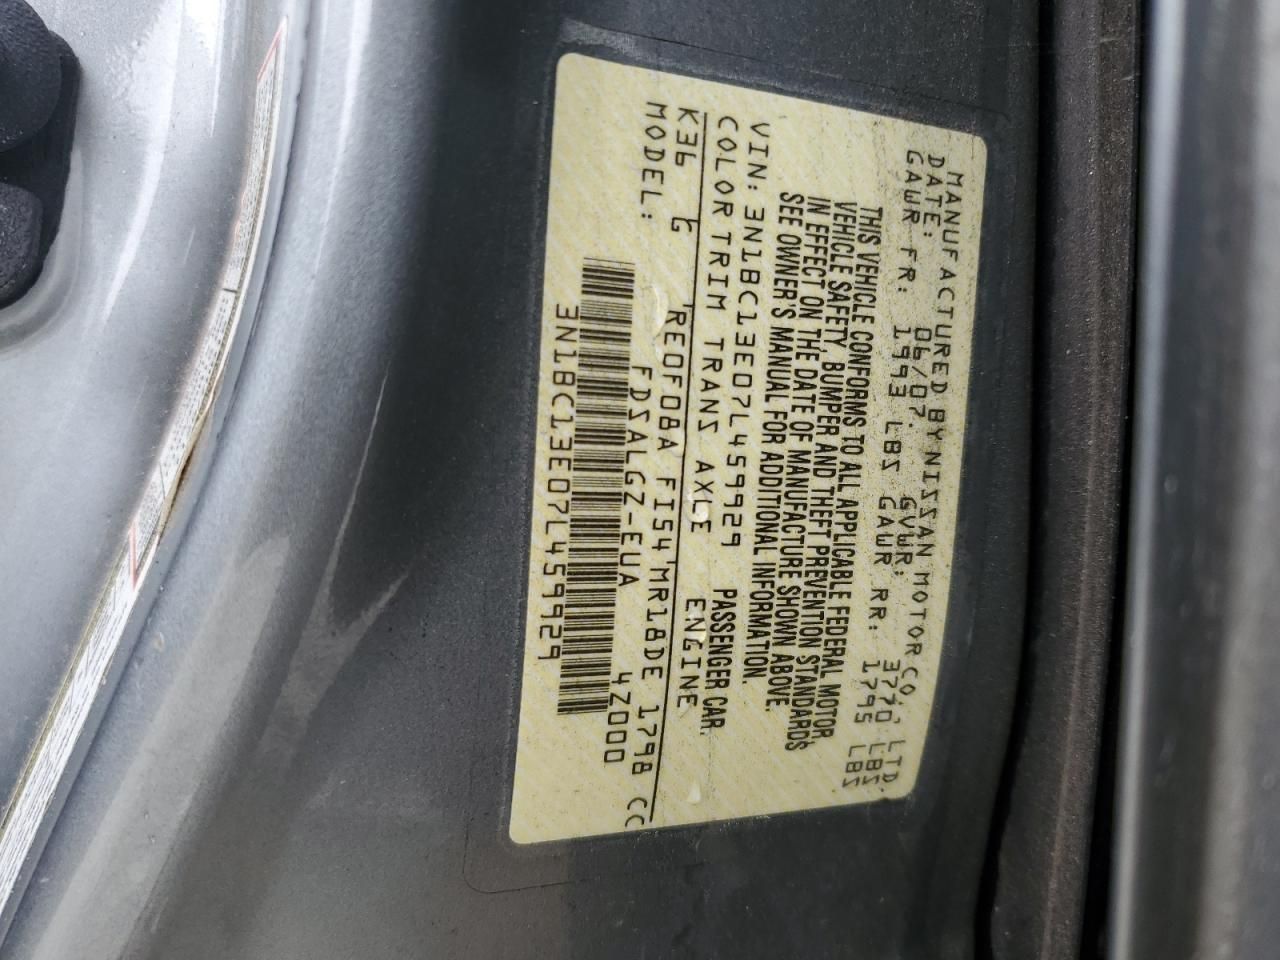 MANUFACTURED BY NISSAN MOTOR CO., LTD.
DATE: 06/07. GVWR: 3770 LBS.
GAWR FR: 1993 LBS GAWR RR: 1795 LBS
THIS VEHICLE CONFORMS TO ALL APPLICABLE FEDERAL MOTOR
VEHICLE SAFETY, BUMPER AND THEFT PREVENTION STANDARDS
IN EFFECT ON THE DATE OF MANUFACTURE SHOWN ABOVE.
SEE OWNER'S MANUAL FOR ADDITIONAL INFORMATION.
VIN: 3N1BC13E07L459929 PASSENGER CAR.
COLOR TRIM TRANS AXLE ENGINE
K36 G RE0F08A FI54 MR18DE 1798 CC
MODEL: FDSALGZ-EUA 4Z000
3N1BC13E07L459929